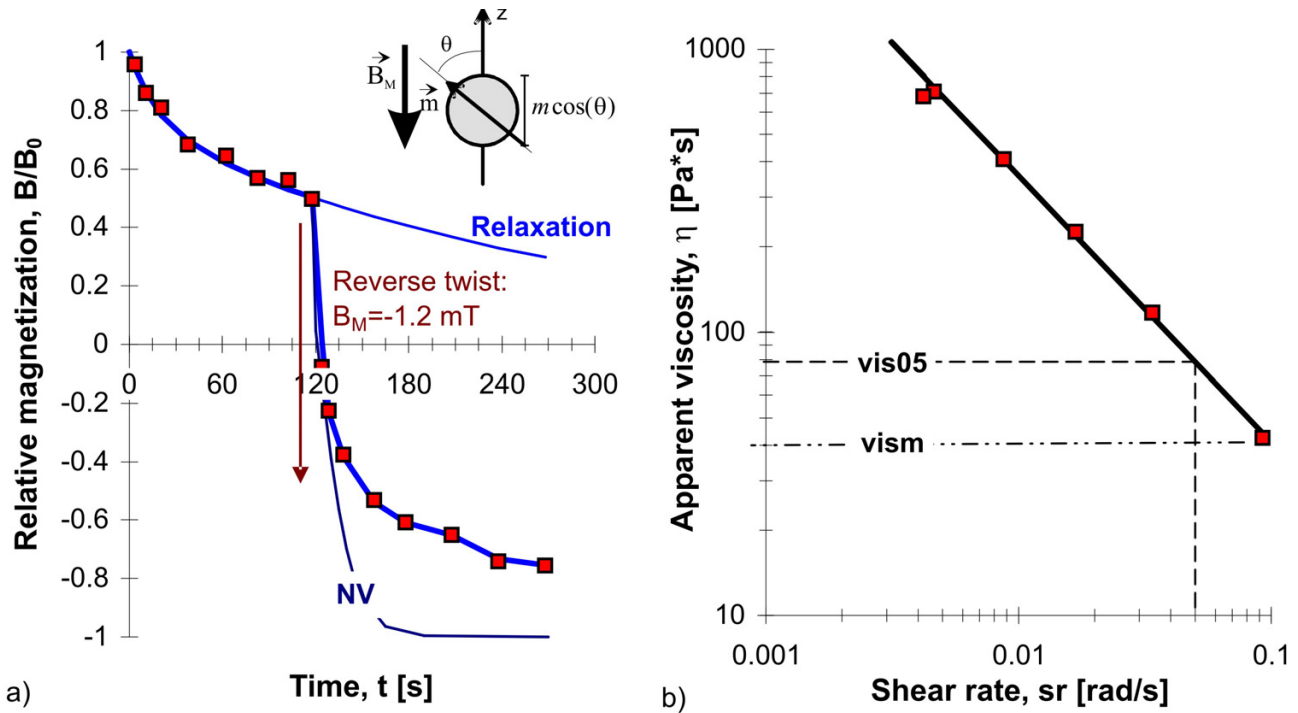 Relative magnetization, B/B₀
1
0.8
0.6
0.4
0.2
0
-0.2
-0.4
-0.6
-0.8
-1
0
60
120
180
240
300
Time, t [s]
z
θ
B⃗_M
m⃗
m cos(θ)
Relaxation
Reverse twist:
B_M=-1.2 mT
NV
a)
Apparent viscosity, η [Pa*s]
1000
100
10
vis05
vism
0.001
0.01
0.1
Shear rate, sr [rad/s]
b)